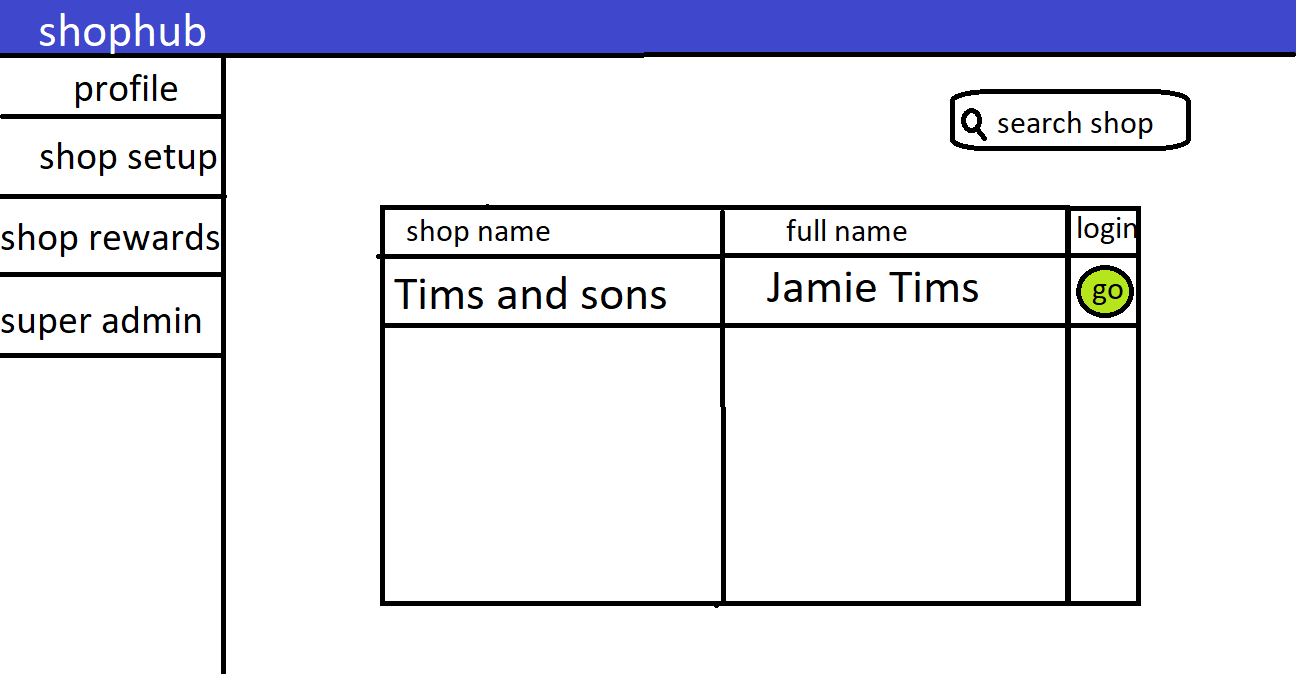 shophub
profile
shop setup
shop rewards
super admin
search shop
shop name full name login
Tims and sons Jamie Tims go